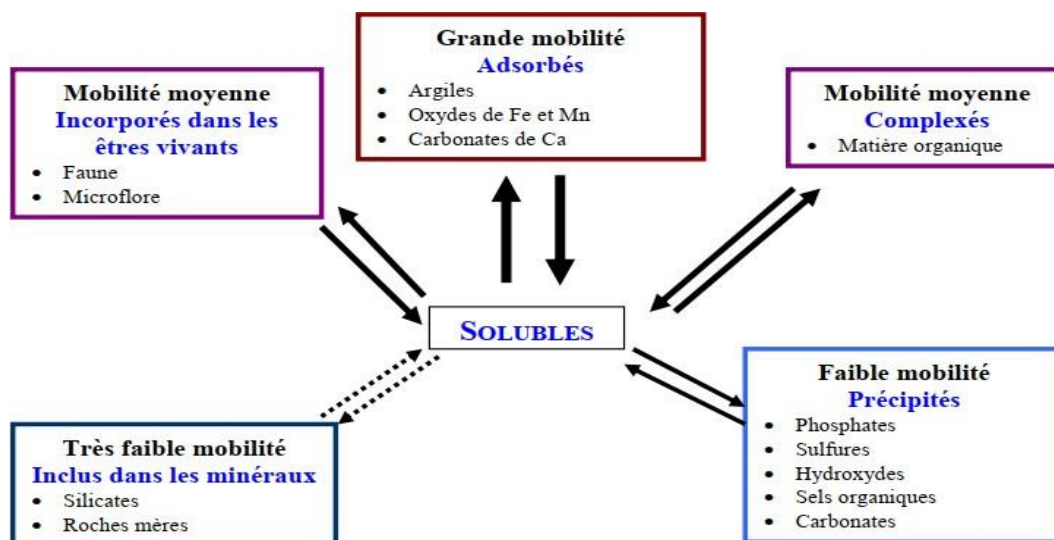 Grande mobilité
Adsorbés
• Argiles
• Oxydes de Fe et Mn
• Carbonates de Ca
Mobilité moyenne
Incorporés dans les
êtres vivants
• Faune
• Microflore
Mobilité moyenne
Complexés
• Matière organique
SOLUBLES
Très faible mobilité
Inclus dans les minéraux
• Silicates
• Roches mères
Faible mobilité
Précipités
• Phosphates
• Sulfures
• Hydroxydes
• Sels organiques
• Carbonates